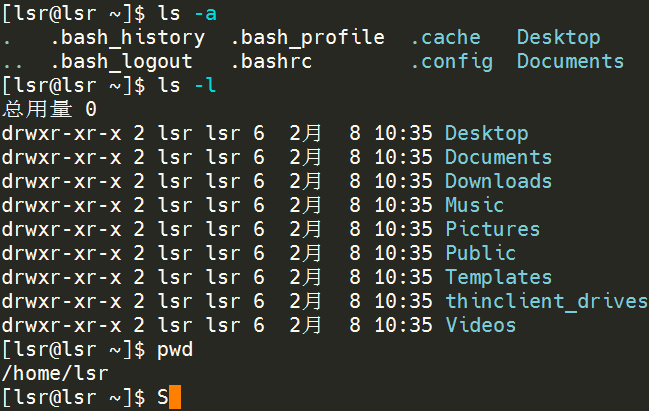 [lsr@lsr ~]$ ls -a
.   .bash_history  .bash_profile  .cache   Desktop
..  .bash_logout   .bashrc        .config  Documents
[lsr@lsr ~]$ ls -l
总用量 0
drwxr-xr-x 2 lsr lsr 6  2月  8 10:35 Desktop
drwxr-xr-x 2 lsr lsr 6  2月  8 10:35 Documents
drwxr-xr-x 2 lsr lsr 6  2月  8 10:35 Downloads
drwxr-xr-x 2 lsr lsr 6  2月  8 10:35 Music
drwxr-xr-x 2 lsr lsr 6  2月  8 10:35 Pictures
drwxr-xr-x 2 lsr lsr 6  2月  8 10:35 Public
drwxr-xr-x 2 lsr lsr 6  2月  8 10:35 Templates
drwxr-xr-x 2 lsr lsr 6  2月  8 10:35 thinclient_drives
drwxr-xr-x 2 lsr lsr 6  2月  8 10:35 Videos
[lsr@lsr ~]$ pwd
/home/lsr
[lsr@lsr ~]$ S